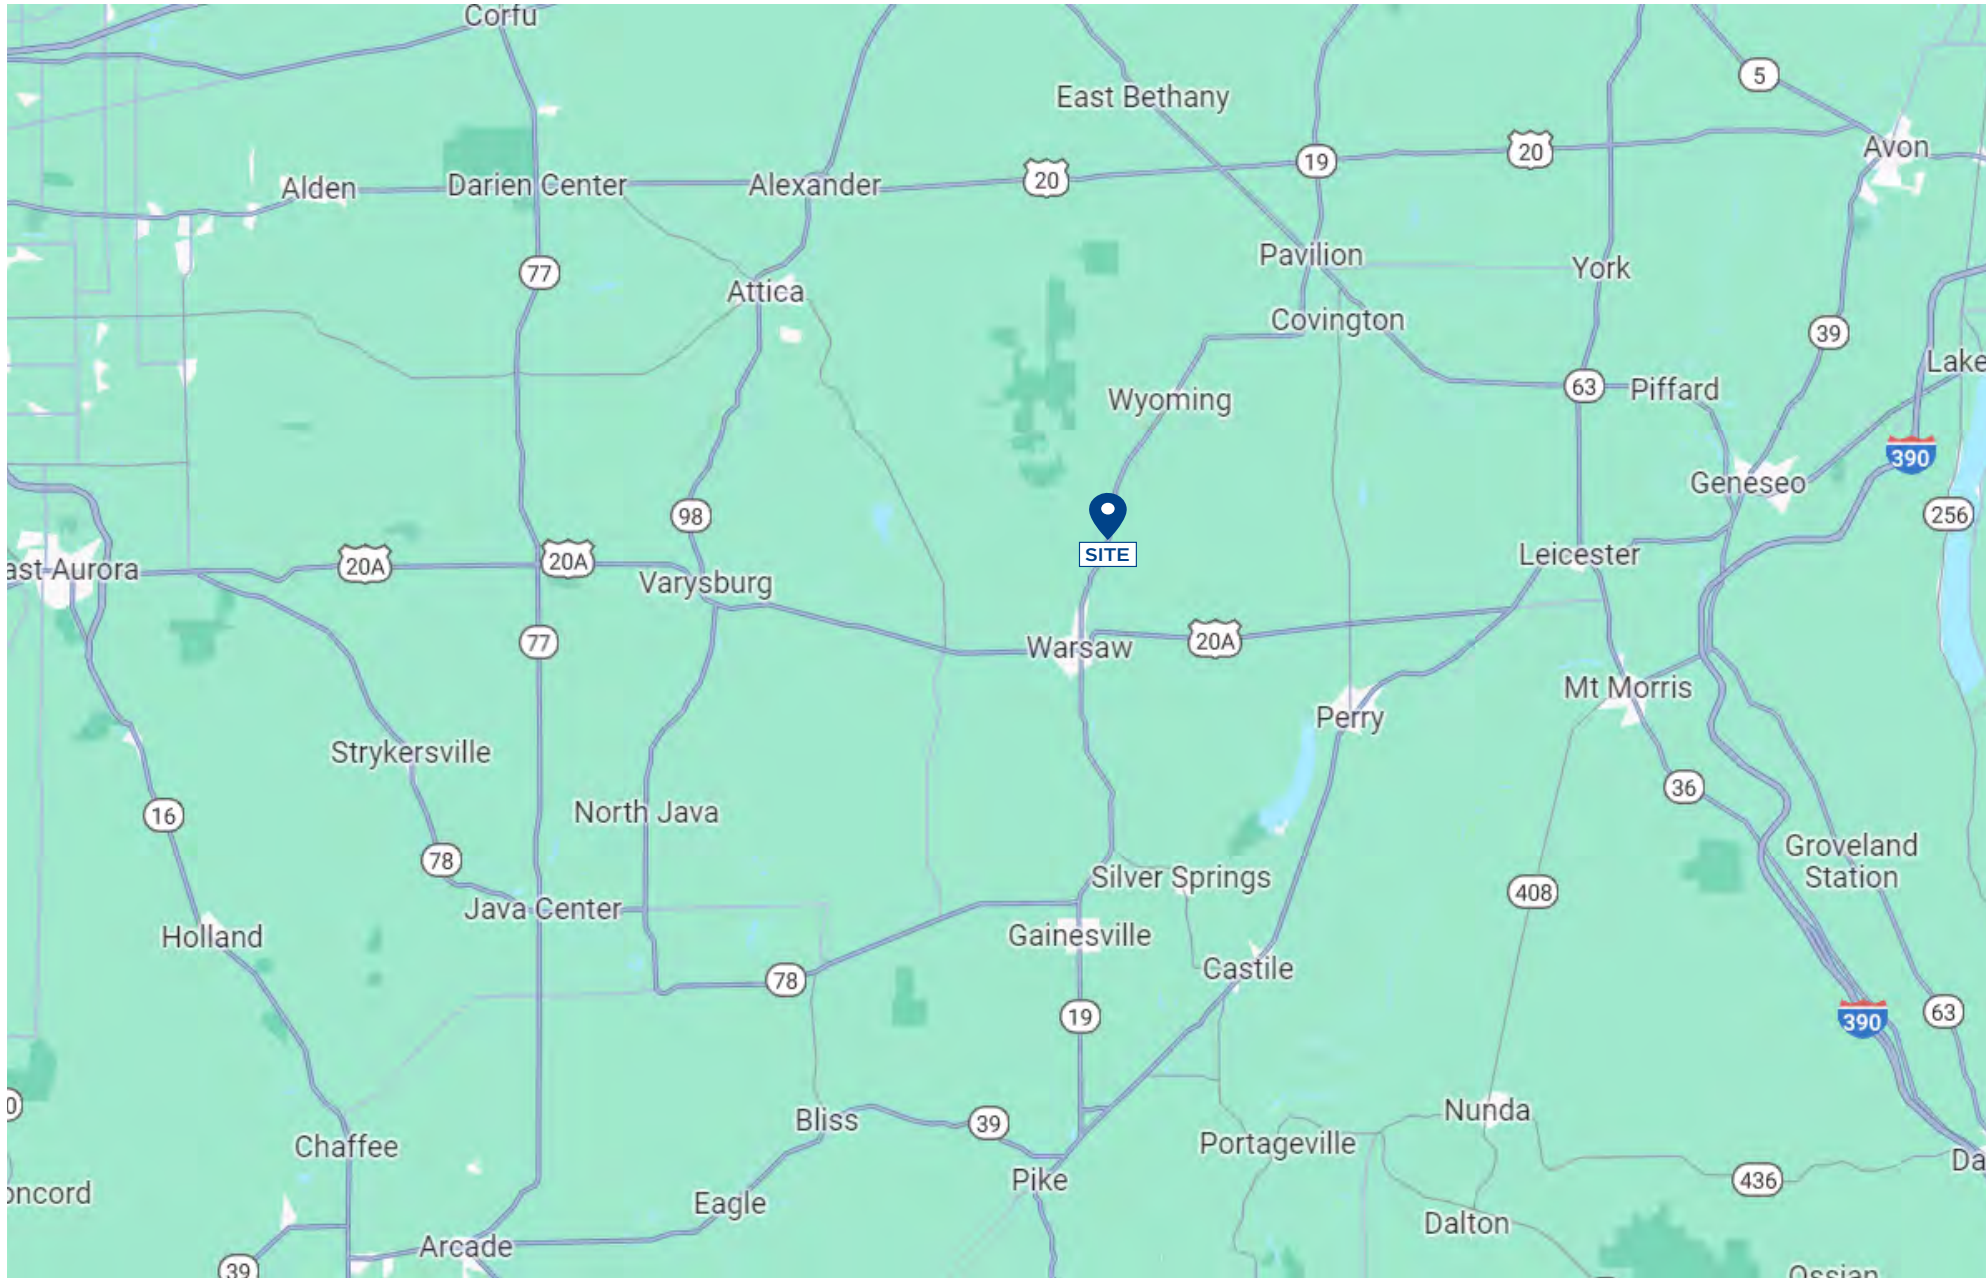 Corfu
5
East Bethany
Avon
19
20
20
Alden
Darien Center
Alexander
Pavilion
York
77
Attica
Covington
39
Lake
63
Piffard
Wyoming
390
Geneseo
256
98
SITE
Leicester
20A
20A
ast Aurora
Varysburg
77
Warsaw
20A
Mt Morris
Perry
Strykersville
36
North Java
16
Groveland
Station
78
Silver Springs
408
Java Center
Holland
Gainesville
Castile
78
19
390
63
0
Nunda
Bliss
39
Portageville
Chaffee
Da
Pike
436
oncord
Eagle
Dalton
Arcade
39
Ossian